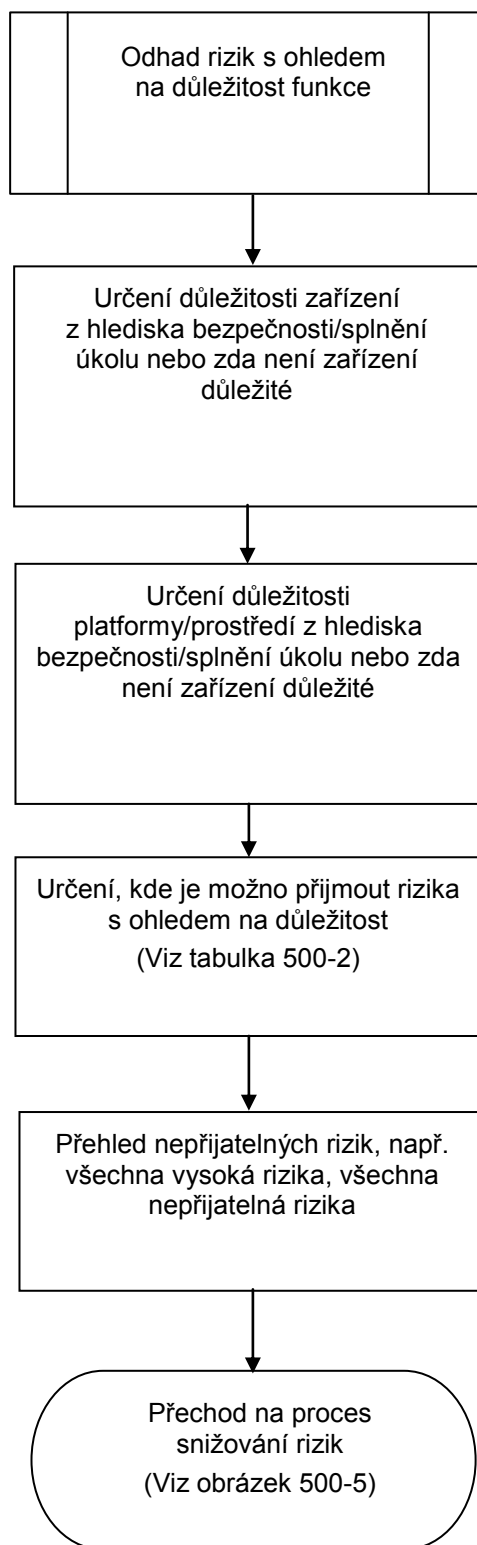 Odhad rizik s ohledem
na důležitost funkce
Určení důležitosti zařízení
z hlediska bezpečnosti/splnění
úkolu nebo zda není zařízení
důležité
Určení důležitosti
platformy/prostředí z hlediska
bezpečnosti/splnění úkolu nebo zda
není zařízení důležité
Určení, kde je možno přijmout rizika
s ohledem na důležitost
(Viz tabulka 500-2)
Přehled nepřijatelných rizik, např.
všechna vysoká rizika, všechna
nepřijatelná rizika
Přechod na proces
snižování rizik
(Viz obrázek 500-5)